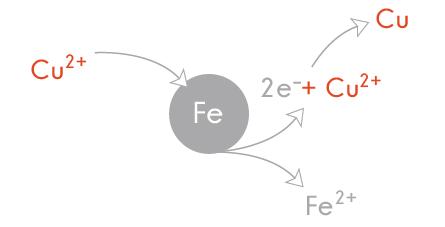 Cu
Cu²⁺
2e⁻ + Cu²⁺
Fe
Fe²⁺